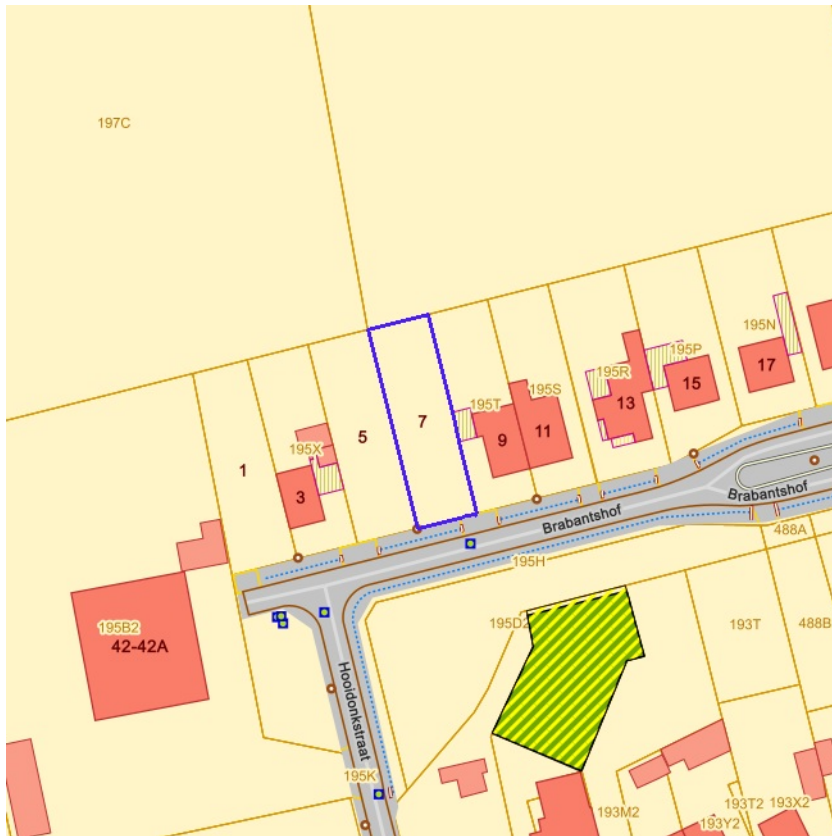 197C
195N
17
195P
195R
15
195S
195T
13
7
5
9
11
195X
1
3
Brabantshof
Brabantshof
488A
195H
195D2
193T
488B
195B2
42-42A
Hooidonkstraat
195K
193M2
193T2
193X2
193Y2